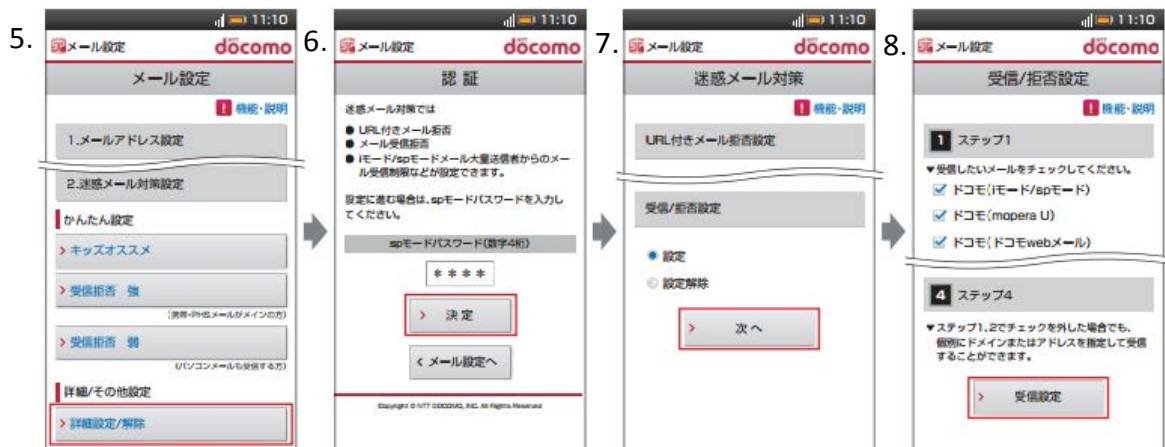 5.
11:10
メール設定
NTT docomo
メール設定
! 機能・説明
1.メールアドレス設定
2.迷惑メール対策設定
かんたん設定
> キッズオススメ
> 受信拒否 強
(携帯・PHSメールがメインの方)
> 受信拒否 弱
(パソコンメールも受信する方)
詳細/その他設定
> 詳細設定/解除
6.
11:10
メール設定
NTT docomo
認 証
迷惑メール対策では
● URL付きメール拒否
● メール受信拒否
● iモード/spモードメール大量送信者からのメー
ル受信制限などが設定できます。
設定に進む場合は、spモードパスワードを入力し
てください。
spモードパスワード(数字4桁)
****
> 決 定
< メール設定へ
Copyright © NTT DOCOMO, INC. All Rights Reserved
7.
11:10
メール設定
NTT docomo
迷惑メール対策
! 機能・説明
URL付きメール拒否設定
受信/拒否設定
設定
設定解除
> 次 へ
8.
11:10
メール設定
NTT docomo
受信/拒否設定
! 機能・説明
1 ステップ1
▼受信したいメールをチェックしてください。
ドコモ(iモード/spモード)
ドコモ(mopera U)
ドコモ(ドコモwebメール)
4 ステップ4
▼ステップ1、2でチェックを外した場合でも、
個別にドメインまたはアドレスを指定して受信
することができます。
> 受信設定